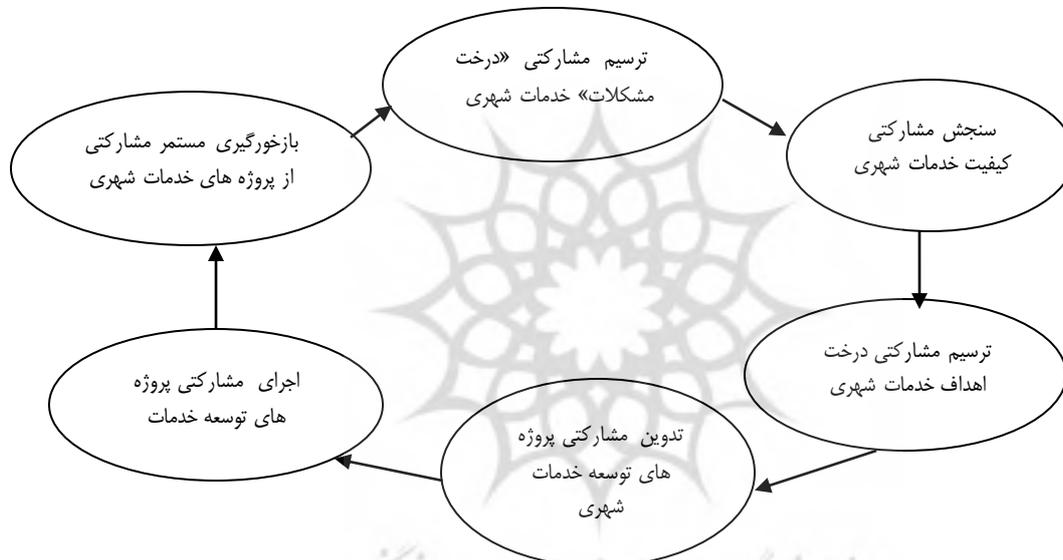 ترسیم مشارکتی «درخت
مشکلات» خدمات شهری
سنجش مشارکتی
کیفیت خدمات شهری
ترسیم مشارکتی درخت
اهداف خدمات شهری
تدوین مشارکتی پروژه
های توسعه خدمات
شهری
اجرای مشارکتی پروژه
های توسعه خدمات
بازخورگیری مستمر مشارکتی
از پروژه های خدمات شهری